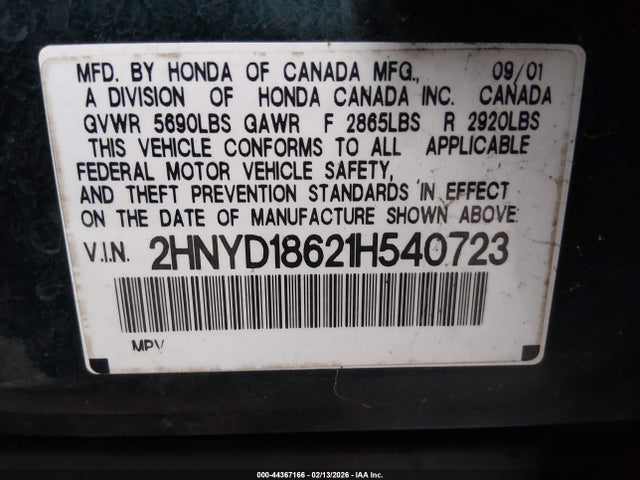 MFD. BY HONDA OF CANADA MFG., 09/01
A DIVISION OF HONDA CANADA INC. CANADA
GVWR 5690LBS GAWR F 2865LBS R 2920LBS
THIS VEHICLE CONFORMS TO ALL APPLICABLE
FEDERAL MOTOR VEHICLE SAFETY,
AND THEFT PREVENTION STANDARDS IN EFFECT
ON THE DATE OF MANUFACTURE SHOWN ABOVE.
V.I.N. 2HNYD18621H540723
MPV
000-44367166 - 02/13/2026 - IAA Inc.